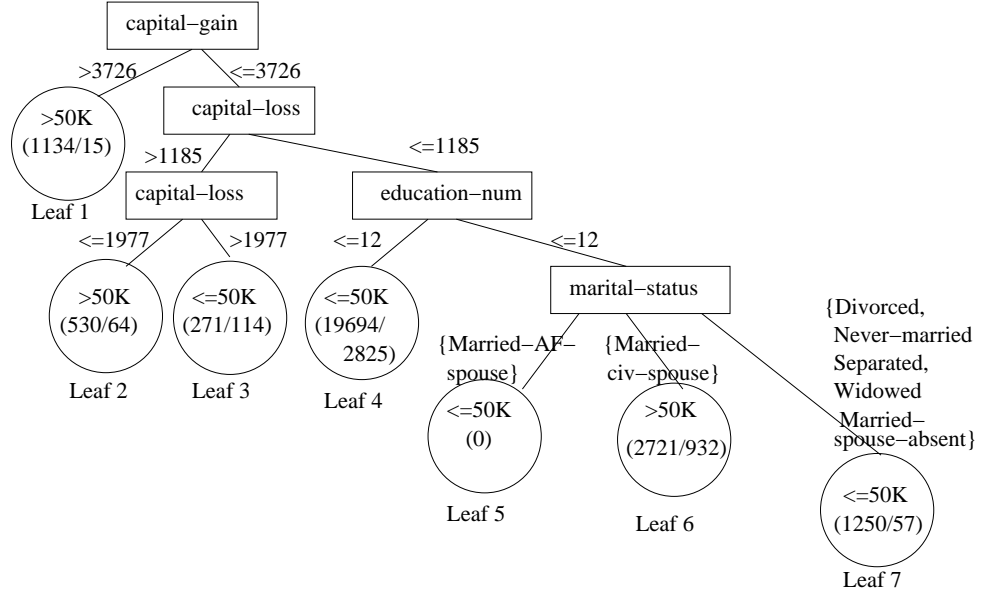 capital−gain
>3726
<=3726
>50K
(1134/15)
Leaf 1
capital−loss
>1185
<=1185
capital−loss
education−num
<=1977
>1977
<=12
<=12
>50K
(530/64)
Leaf 2
<=50K
(271/114)
Leaf 3
<=50K
(19694/
2825)
Leaf 4
marital−status
{Married−AF−
spouse}
{Married−
civ−spouse}
{Divorced,
Never−married
Separated,
Widowed
Married−
spouse−absent}
<=50K
(0)
Leaf 5
>50K
(2721/932)
Leaf 6
<=50K
(1250/57)
Leaf 7